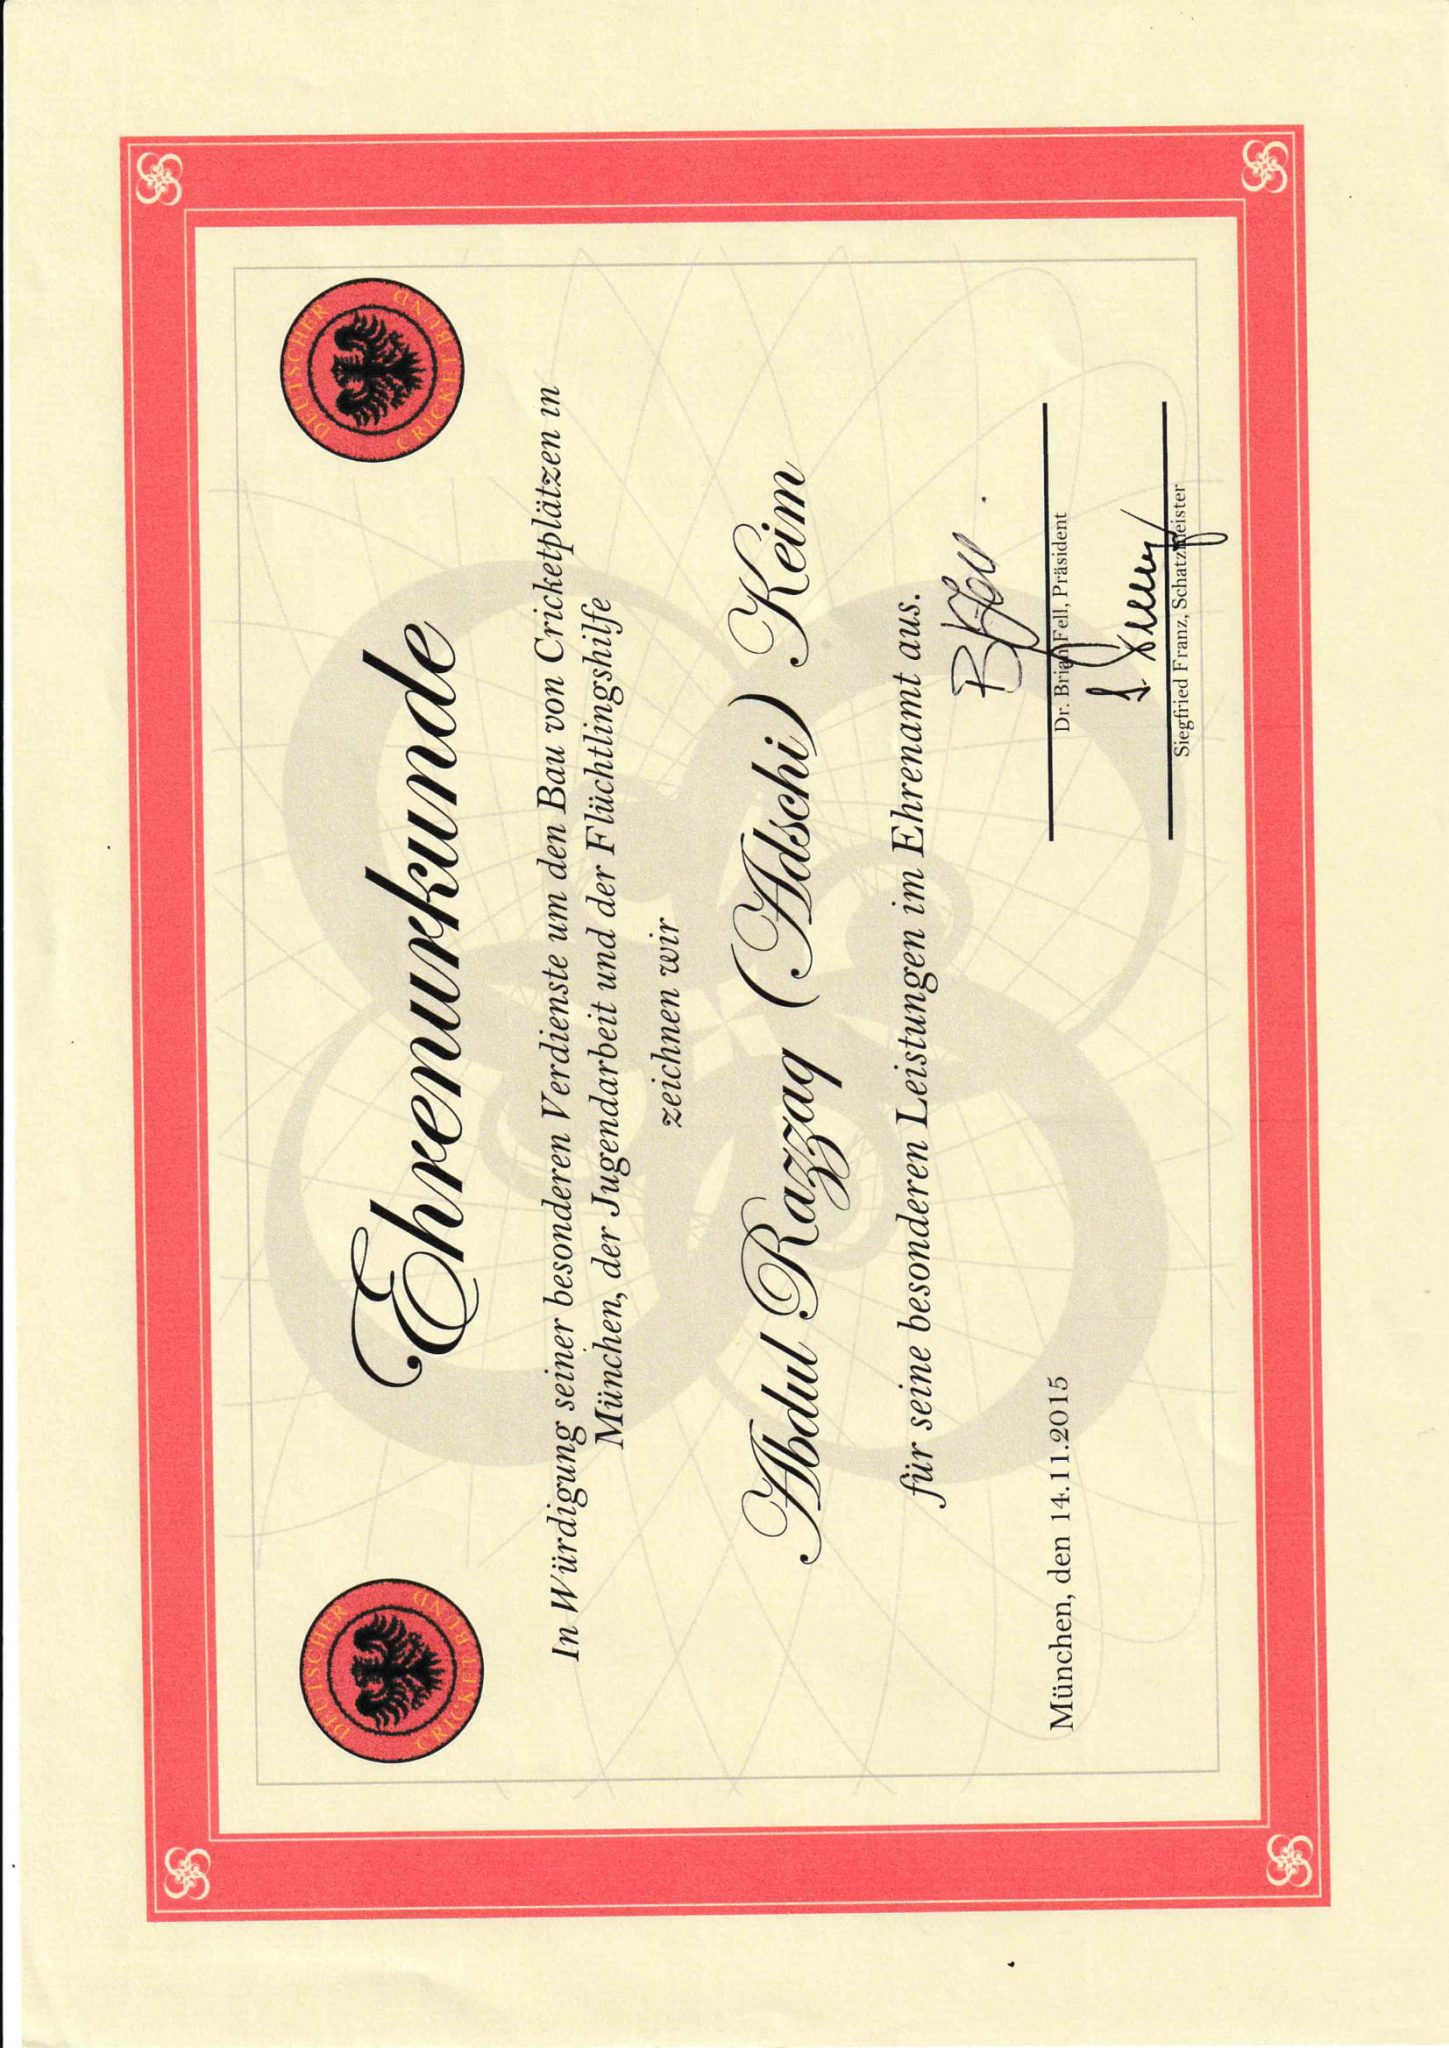 DEUTSCHER CRICKET BUND
DEUTSCHER CRICKET BUND
Ehrenurkunde
In Würdigung seiner besonderen Verdienste um den Bau von Cricketplätzen in
München, der Jugendarbeit und der Flüchtlingshilfe
zeichnen wir
Abdul Razzaq (Adschi) Keim
für seine besonderen Leistungen im Ehrenamt aus.
München, den 14.11.2015
Dr. Brian Fell, Präsident
Siegfried Franz, Schatzmeister